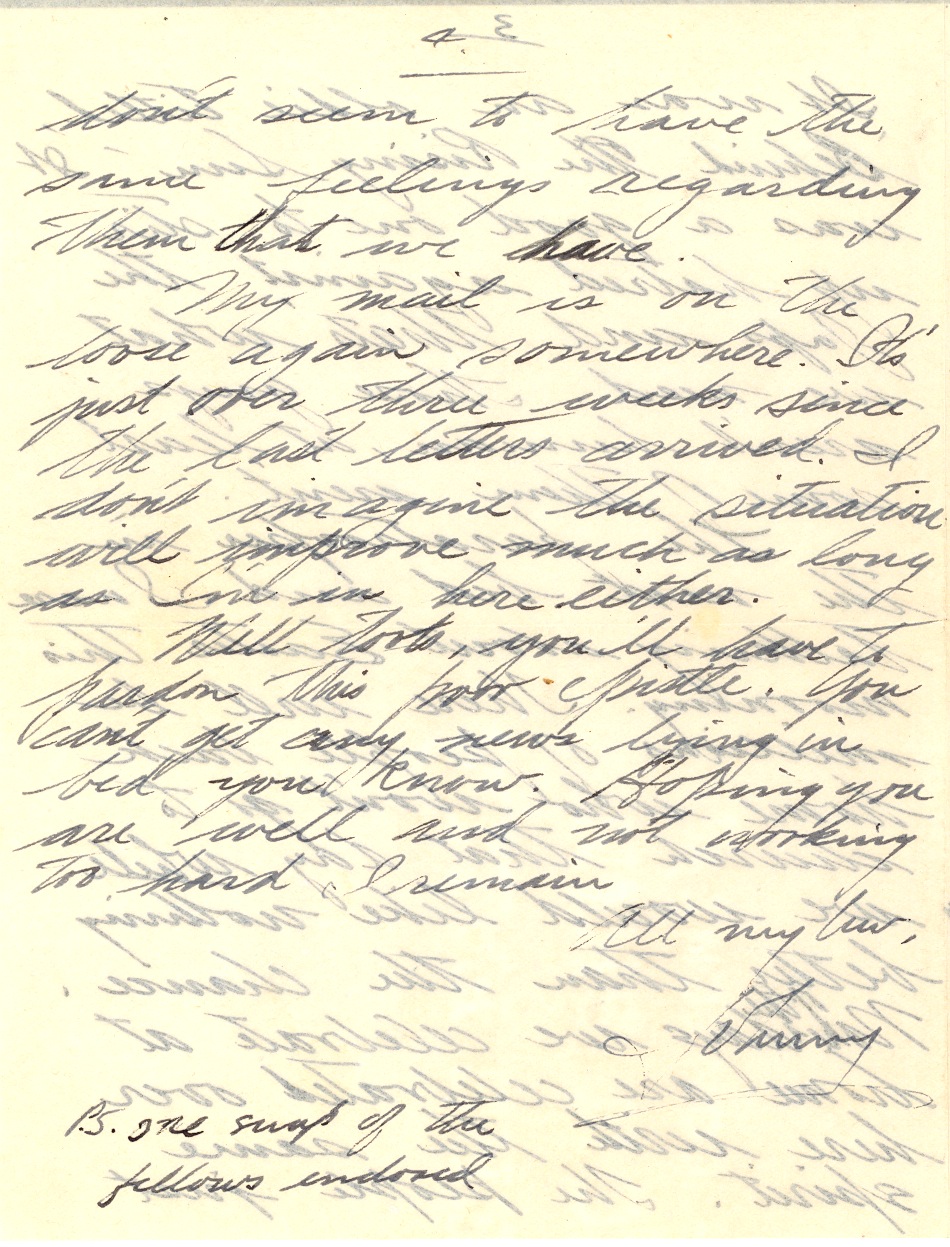 4
don't seem to have the
same feelings regarding
them that we have.
My mail is on the
loose again somewhere. It's
just over three weeks since
the last letters arrived. I
don't imagine the situation
will improve much as long
as I'm in here either.
Well toots, you'll have to
pardon this poor epistle. You
can't get any news lying in
bed you know. Hoping you
are well and not working
too hard I remain
All my luv,
P.S. one snap of the
fellows enclosed